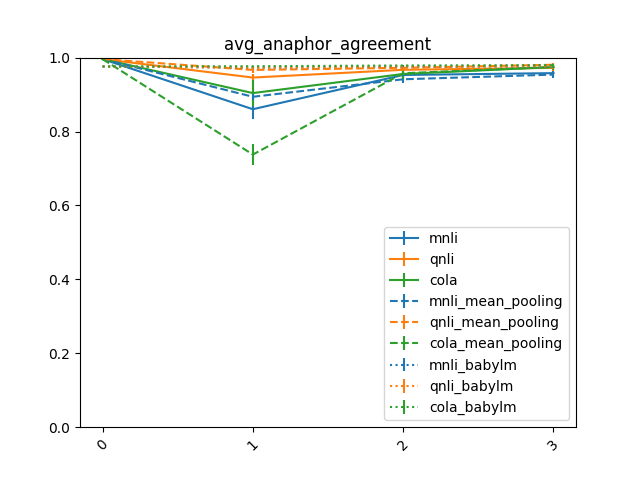 avg_anaphor_agreement
1.0
0.8
0.6
0.4
0.2
0.0
0
1
2
3
mnli
qnli
cola
mnli_mean_pooling
qnli_mean_pooling
cola_mean_pooling
mnli_babylm
qnli_babylm
cola_babylm